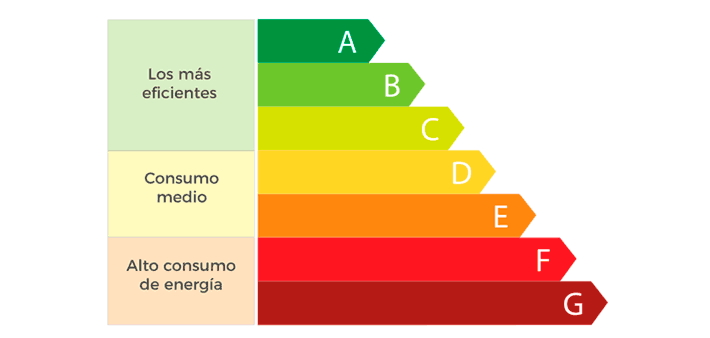 Los más
eficientes
A
B
C
Consumo
medio
D
E
Alto consumo
de energía
F
G